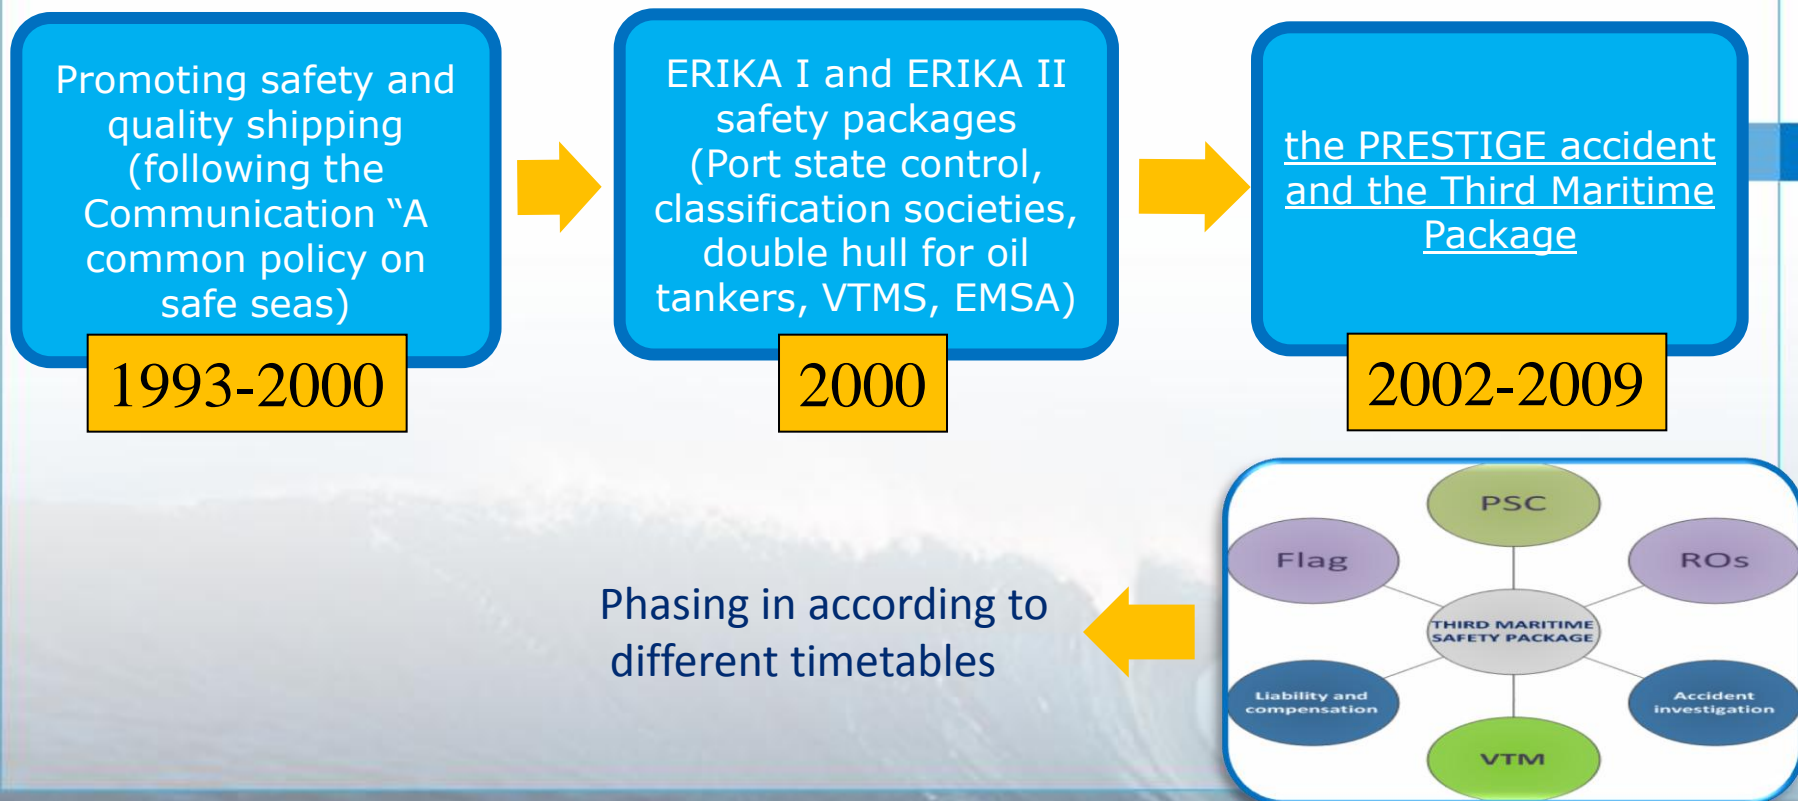 Promoting safety and
quality shipping
(following the
Communication “A
common policy on
safe seas)
1993-2000
ERIKA I and ERIKA II
safety packages
(Port state control,
classification societies,
double hull for oil
tankers, VTMS, EMSA)
2000
the PRESTIGE accident
and the Third Maritime
Package
2002-2009
Phasing in according to
different timetables
PSC
Flag
ROs
THIRD MARITIME
SAFETY PACKAGE
Liability and
compensation
Accident
investigation
VTM